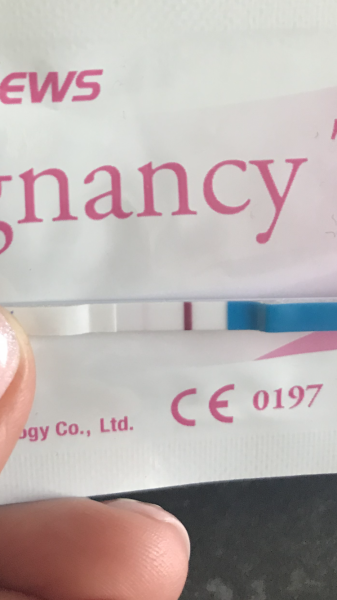 EWS
gnancy
CE 0197
ogy Co., Ltd.